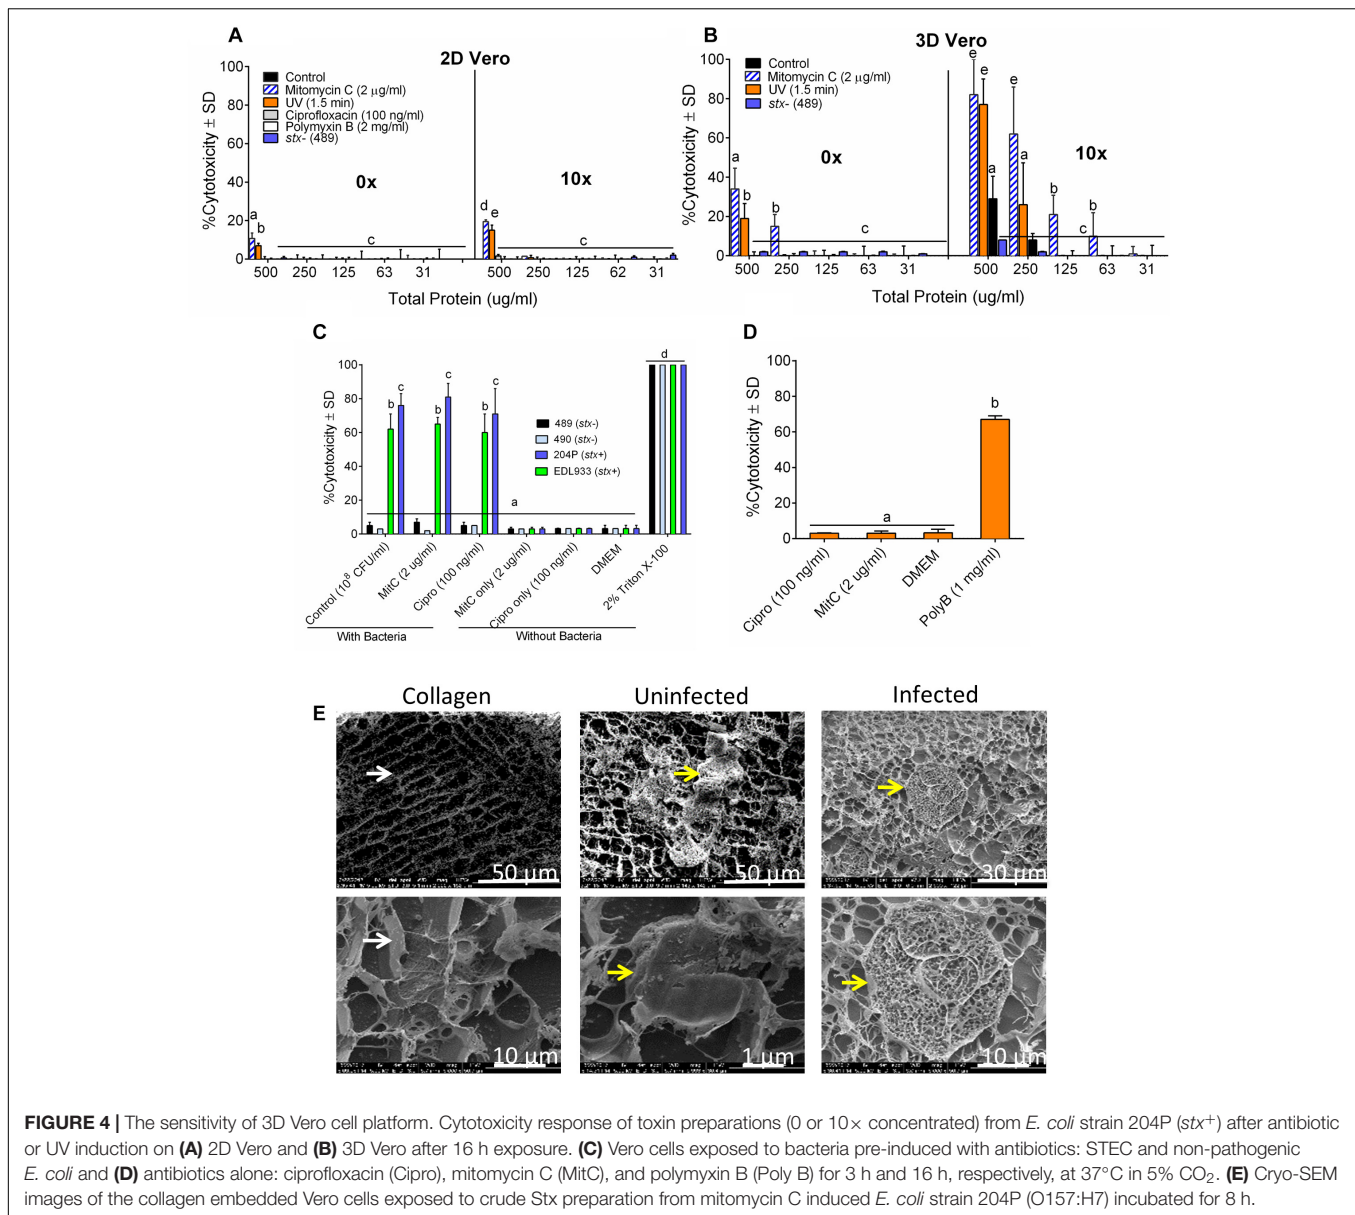 A
2D Vero
%Cytotoxicity ± SD
100
80
60
40
20
0
Control
Mitomycin C (2 μg/ml)
UV (1.5 min)
Ciprofloxacin (100 ng/ml)
Polymyxin B (2 mg/ml)
stx- (489)
0x
10x
a
b
c
d
e
c
500 250 125 63 31
500 250 125 62 31
Total Protein (ug/ml)
B
3D Vero
%Cytotoxicity ± SD
100
80
60
40
20
0
Control
Mitomycin C (2 μg/ml)
UV (1.5 min)
stx- (489)
0x
10x
a
b
b
c
e
e
a
e
a
b
b
c
500 250 125 63 31
500 250 125 63 31
Total Protein (ug/ml)
C
%Cytotoxicity ± SD
100
80
60
40
20
0
b
c
b
c
b
c
a
d
489 (stx-)
490 (stx-)
204P (stx+)
EDL933 (stx+)
Control (10⁸ CFU/ml)
MitC (2 ug/ml)
Cipro (100 ng/ml)
MitC only (2 ug/ml)
Cipro only (100 ng/ml)
DMEM
2% Triton X-100
With Bacteria
Without Bacteria
D
%Cytotoxicity ± SD
100
80
60
40
20
0
a
b
Cipro (100 ng/ml)
MitC (2 ug/ml)
DMEM
PolyB (1 mg/ml)
E
Collagen
Uninfected
Infected
50 μm
50 μm
30 μm
10 μm
1 μm
10 μm
FIGURE 4 | The sensitivity of 3D Vero cell platform. Cytotoxicity response of toxin preparations (0 or 10× concentrated) from E. coli strain 204P (stx⁺) after antibiotic
or UV induction on (A) 2D Vero and (B) 3D Vero after 16 h exposure. (C) Vero cells exposed to bacteria pre-induced with antibiotics: STEC and non-pathogenic
E. coli and (D) antibiotics alone: ciprofloxacin (Cipro), mitomycin C (MitC), and polymyxin B (Poly B) for 3 h and 16 h, respectively, at 37°C in 5% CO₂. (E) Cryo-SEM
images of the collagen embedded Vero cells exposed to crude Stx preparation from mitomycin C induced E. coli strain 204P (O157:H7) incubated for 8 h.